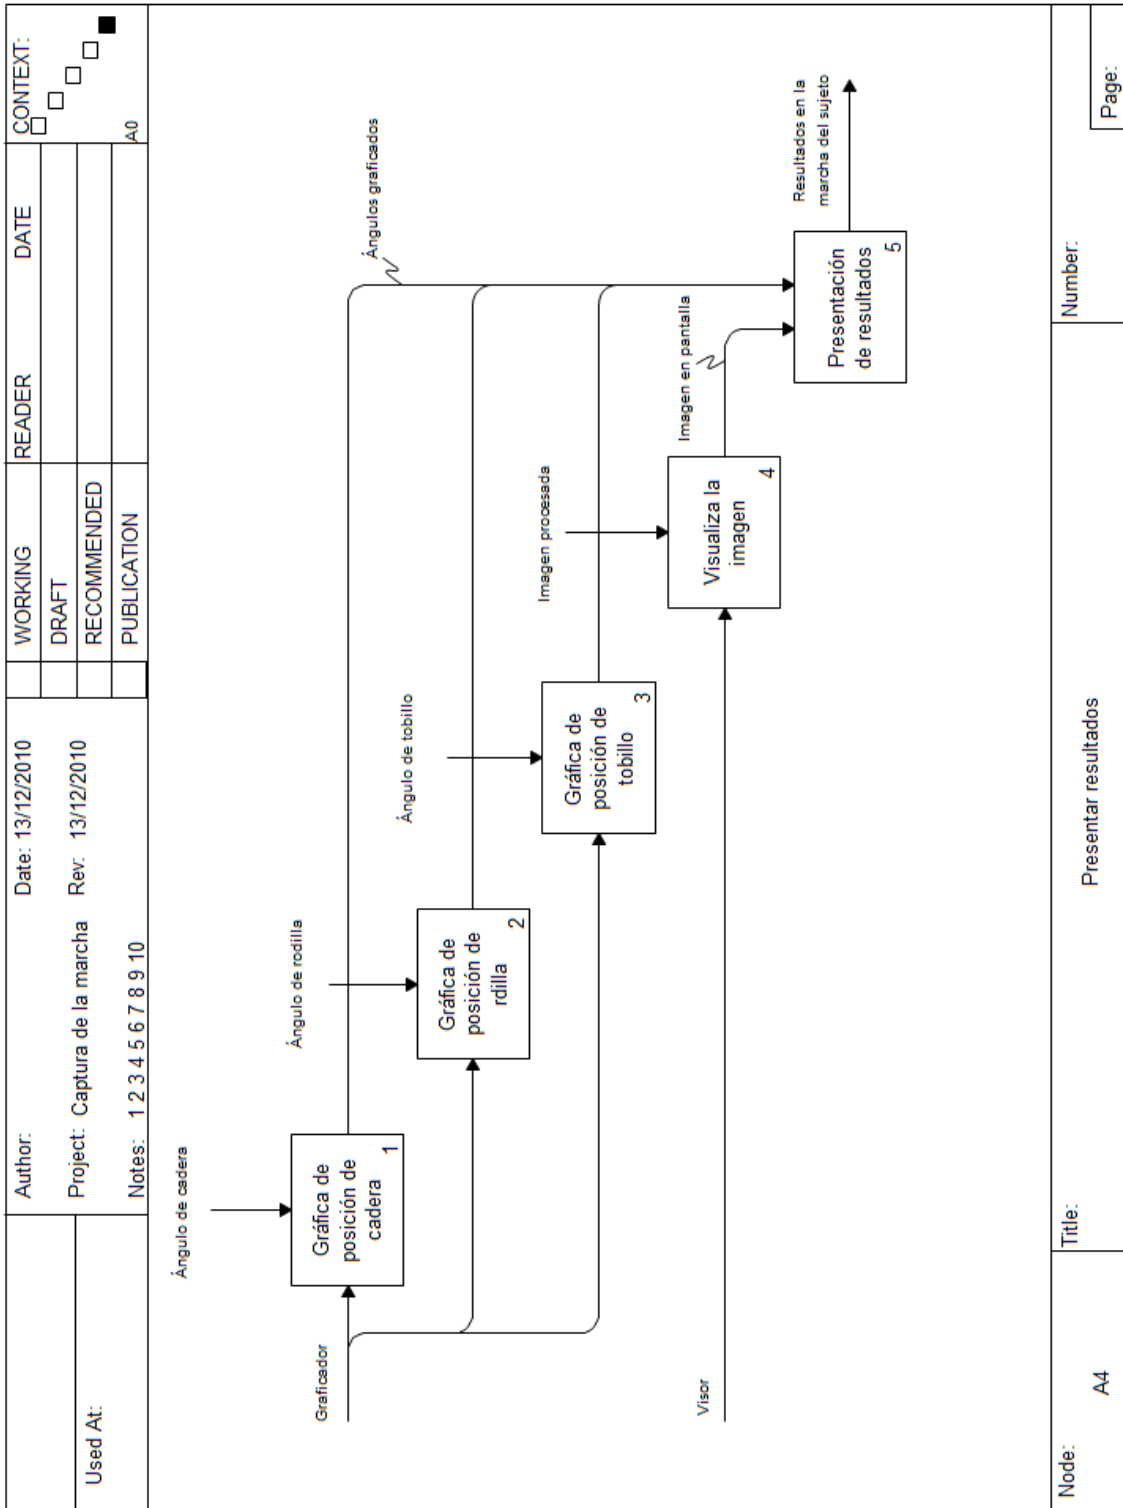 Used At:
Author:
Date: 13/12/2010
Project: Captura de la marcha
Rev: 13/12/2010
Notes: 1 2 3 4 5 6 7 8 9 10
WORKING
DRAFT
RECOMMENDED
PUBLICATION
READER
DATE
CONTEXT:
A0
Ángulo de cadera
Graficador
Gráfica de
posición de
cadera
1
Ángulo de rodilla
Gráfica de
posición de
rdilla
2
Ángulo de tobillo
Gráfica de
posición de
tobillo
3
Imagen procesada
Visor
Visualiza la
imagen
4
Ángulos graficados
Imagen en pantalla
Presentación
de resultados
5
Resultados en la
marcha del sujeto
Node:
A4
Title:
Presentar resultados
Number:
Page: